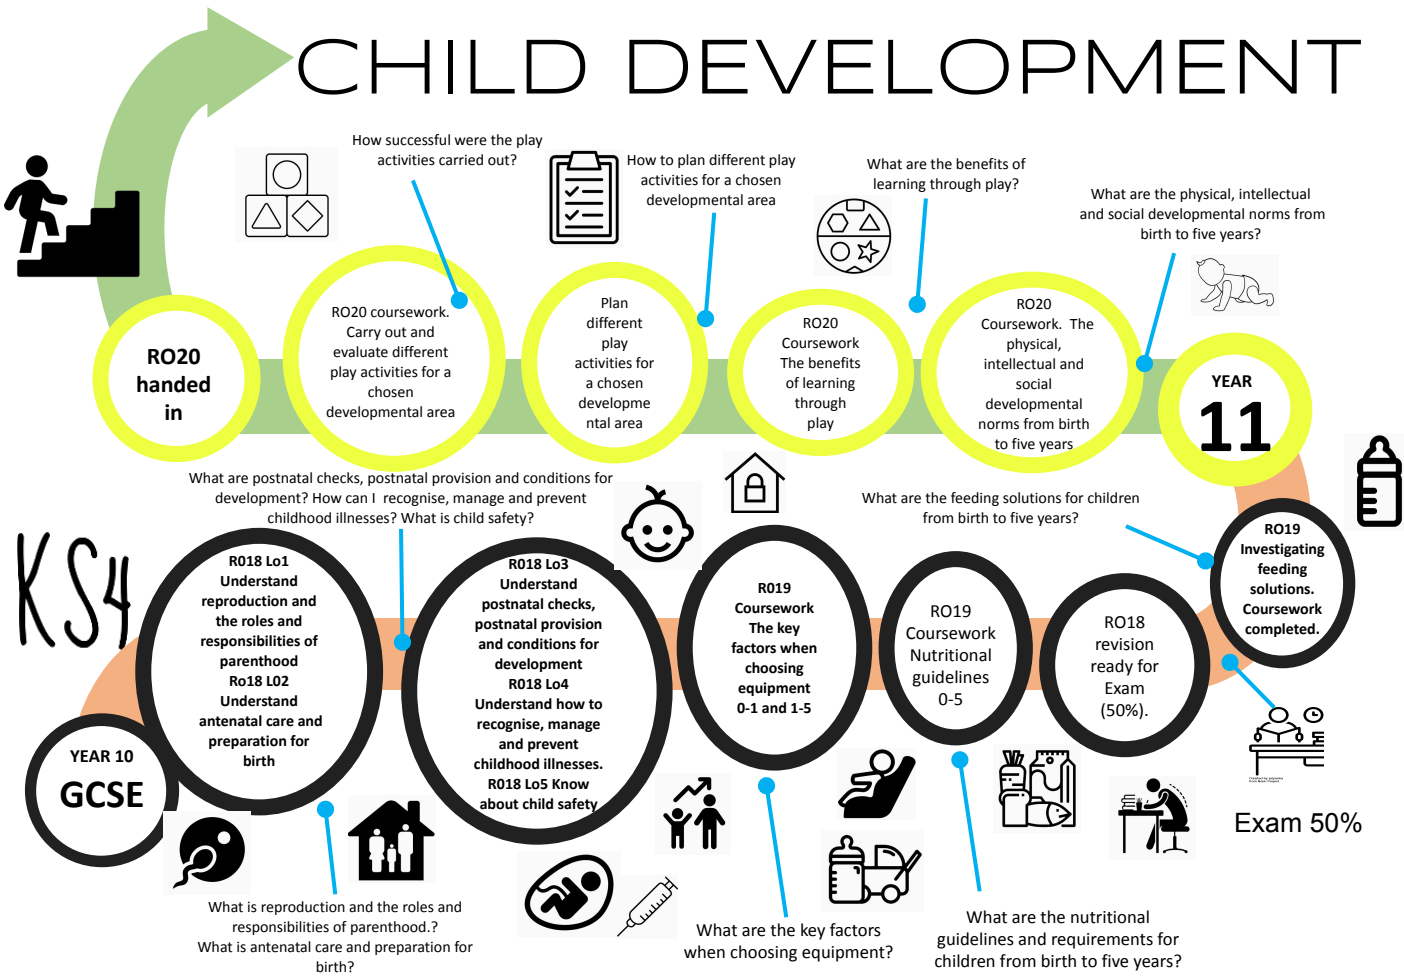 CHILD DEVELOPMENT
How successful were the play
activities carried out?
How to plan different play
activities for a chosen
developmental area
What are the benefits of
learning through play?
What are the physical, intellectual
and social developmental norms from
birth to five years?
RO20
handed
in
RO20 coursework.
Carry out and
evaluate different
play activities for a
chosen
developmental area
Plan
different
play
activities for
a chosen
developme
ntal area
RO20
Coursework
The benefits
of learning
through
play
RO20
Coursework. The
physical,
intellectual and
social
developmental
norms from birth
to five years
YEAR
11
What are postnatal checks, postnatal provision and conditions for
development? How can I recognise, manage and prevent
childhood illnesses? What is child safety?
What are the feeding solutions for children
from birth to five years?
KS4
YEAR 10
GCSE
R018 Lo1
Understand
reproduction and
the roles and
responsibilities of
parenthood
Ro18 L02
Understand
antenatal care and
preparation for
birth
R018 Lo3
Understand
postnatal checks,
postnatal provision
and conditions for
development
R018 Lo4
Understand how to
recognise, manage
and prevent
childhood illnesses.
R018 Lo5 Know
about child safety
R019
Coursework
The key
factors when
choosing
equipment
0-1 and 1-5
RO19
Coursework
Nutritional
guidelines
0-5
RO18
revision
ready for
Exam
(50%).
RO19
Investigating
feeding
solutions.
Coursework
completed.
Exam 50%
What is reproduction and the roles and
responsibilities of parenthood.?
What is antenatal care and preparation for
birth?
What are the key factors
when choosing equipment?
What are the nutritional
guidelines and requirements for
children from birth to five years?